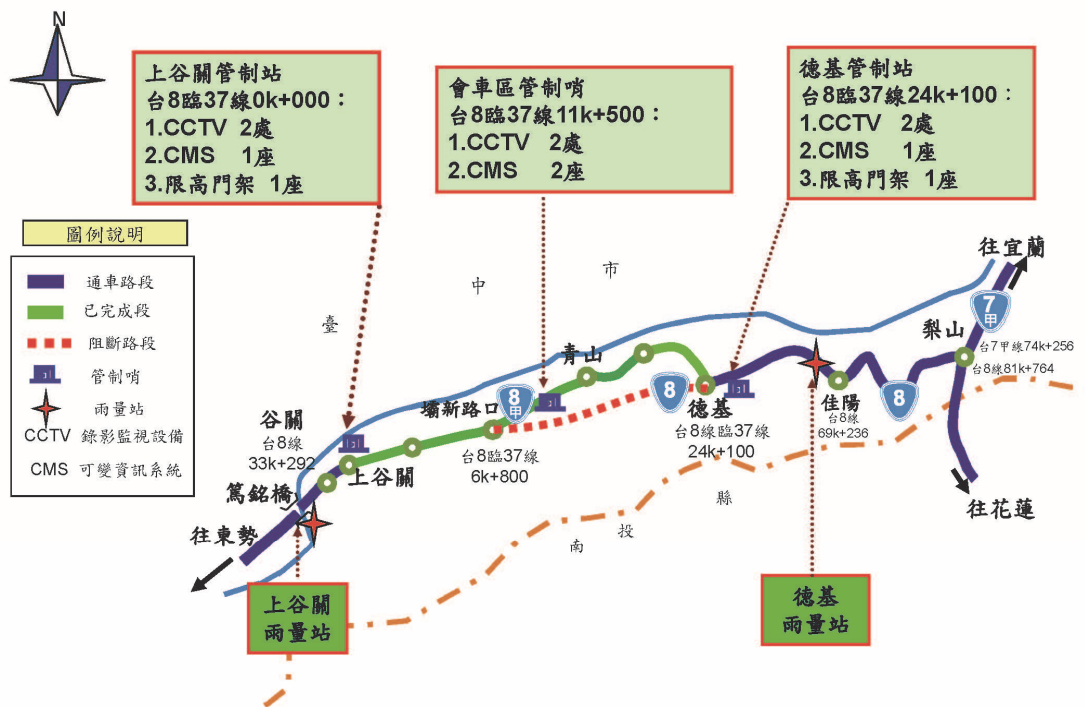 N
上谷關管制站
台8臨37線0k+000：
1.CCTV 2處
2.CMS 1座
3.限高門架 1座
會車區管制哨
台8臨37線11k+500：
1.CCTV 2處
2.CMS 2座
德基管制站
台8臨37線24k+100：
1.CCTV 2處
2.CMS 1座
3.限高門架 1座
圖例說明
通車路段
已完成段
阻斷路段
管制哨
雨量站
CCTV 錄影監視設備
CMS 可變資訊系統
臺
中
市
往宜蘭
7
甲
梨山
台7甲線74k+256
台8線81k+764
青山
8
甲
壩新路口
台8臨37線
6k+800
8
德基
台8線臨37線
24k+100
佳陽
台8線
69k+236
8
谷關
台8線
33k+292
上谷關
篤銘橋
往東勢
往花蓮
縣
投
南
上谷關
雨量站
德基
雨量站